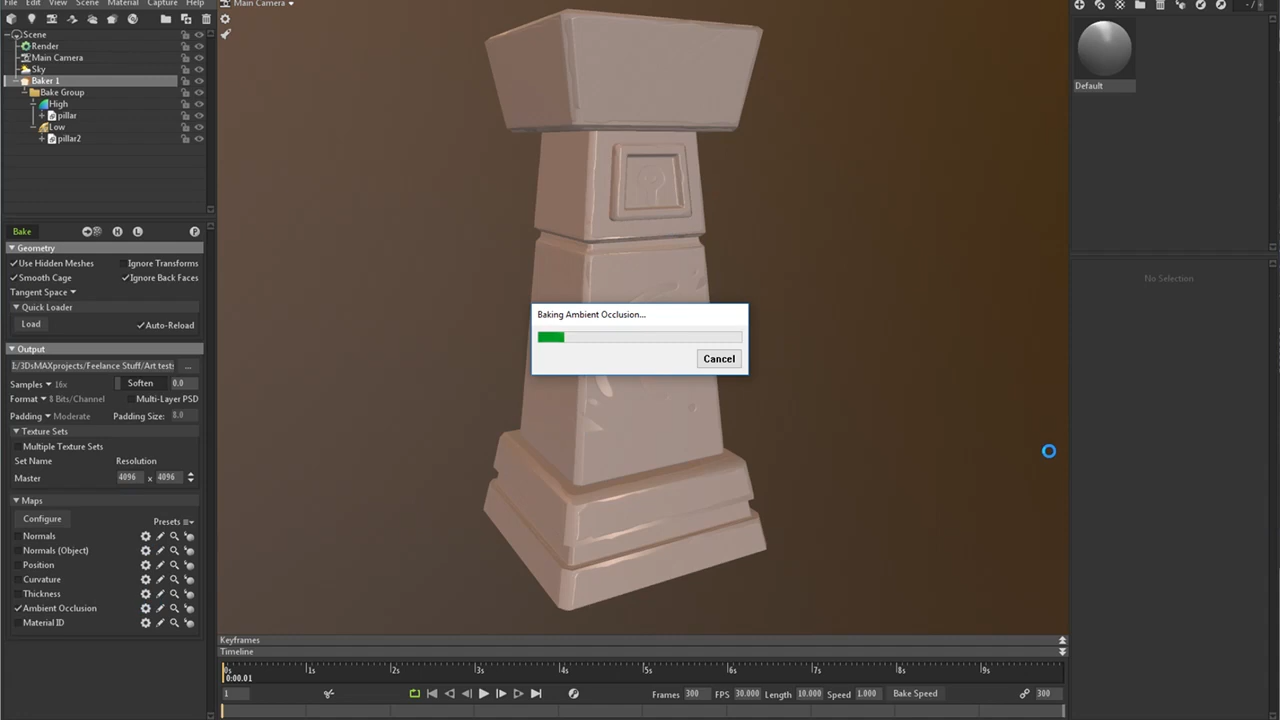 File Edit View Scene Material Capture Help
Main Camera
Scene
Render
Main Camera
Sky
Baker 1
Bake Group
High
pillar
Low
pillar2
Bake
H
L
P
Geometry
Use Hidden Meshes Ignore Transforms
Smooth Cage Ignore Back Faces
Tangent Space
Quick Loader
Load Auto-Reload
Output
E:/3DsMAXprojects/Feelance Stuff/Art tests ...
Samples 16x Soften 0.0
Format 8 Bits/Channel Multi-Layer PSD
Padding Moderate Padding Size: 8.0
Texture Sets
Multiple Texture Sets
Set Name Resolution
Master 4096 x 4096
Maps
Configure Presets
Normals
Normals (Object)
Position
Curvature
Thickness
Ambient Occlusion
Material ID
Baking Ambient Occlusion...
Cancel
Default
No Selection
Keyframes
Timeline
0s 1s 2s 3s 4s 5s 6s 7s 8s 9s
0:00.01
1 Frames 300 FPS 30.000 Length 10.000 Speed 1.000 Bake Speed 300